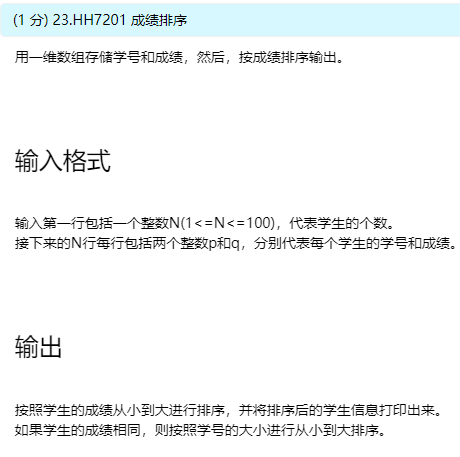 (1 分) 23.HH7201 成绩排序
用一维数组存储学号和成绩，然后，按成绩排序输出。
输入格式
输入第一行包括一个整数N(1<=N<=100)，代表学生的个数。
接下来的N行每行包括两个整数p和q，分别代表每个学生的学号和成绩。
输出
按照学生的成绩从小到大进行排序，并将排序后的学生信息打印出来。
如果学生的成绩相同，则按照学号的大小进行从小到大排序。